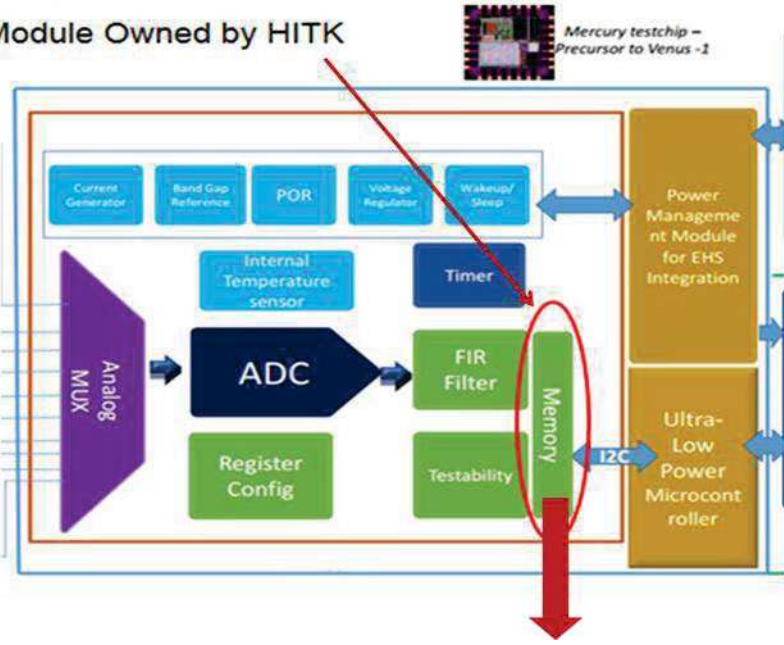 Module Owned by HITK
Mercury testchip –
Precursor to Venus -1
Current
Generator
Band Gap
Reference
POR
Voltage
Regulator
Wakeup/
Sleep
Power
Manageme
nt Module
for EHS
Integration
Internal
Temperature
sensor
Timer
Analog
MUX
ADC
FIR
Filter
Memory
Register
Config
Testability
I2C
Ultra-
Low
Power
Microcont
roller